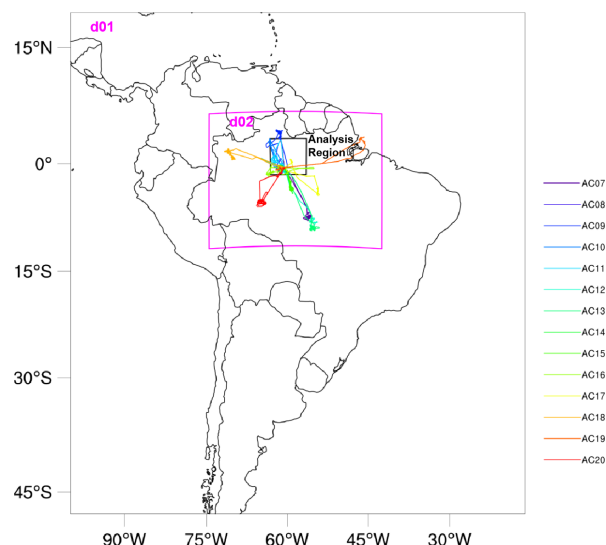 d01
15°N
d02
Analysis
Region
0°
15°S
30°S
45°S
90°W 75°W 60°W 45°W 30°W
AC07
AC08
AC09
AC10
AC11
AC12
AC13
AC14
AC15
AC16
AC17
AC18
AC19
AC20